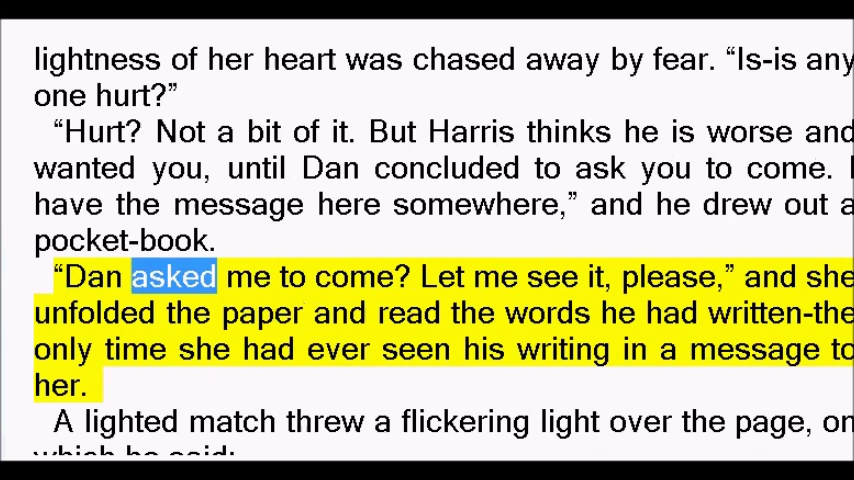 lightness of her heart was chased away by fear. “Is-is any
one hurt?”
“Hurt? Not a bit of it. But Harris thinks he is worse and
wanted you, until Dan concluded to ask you to come. I
have the message here somewhere,” and he drew out a
pocket-book.
“Dan asked me to come? Let me see it, please,” and she
unfolded the paper and read the words he had written-the
only time she had ever seen his writing in a message to
her.
A lighted match threw a flickering light over the page, on
which he said: